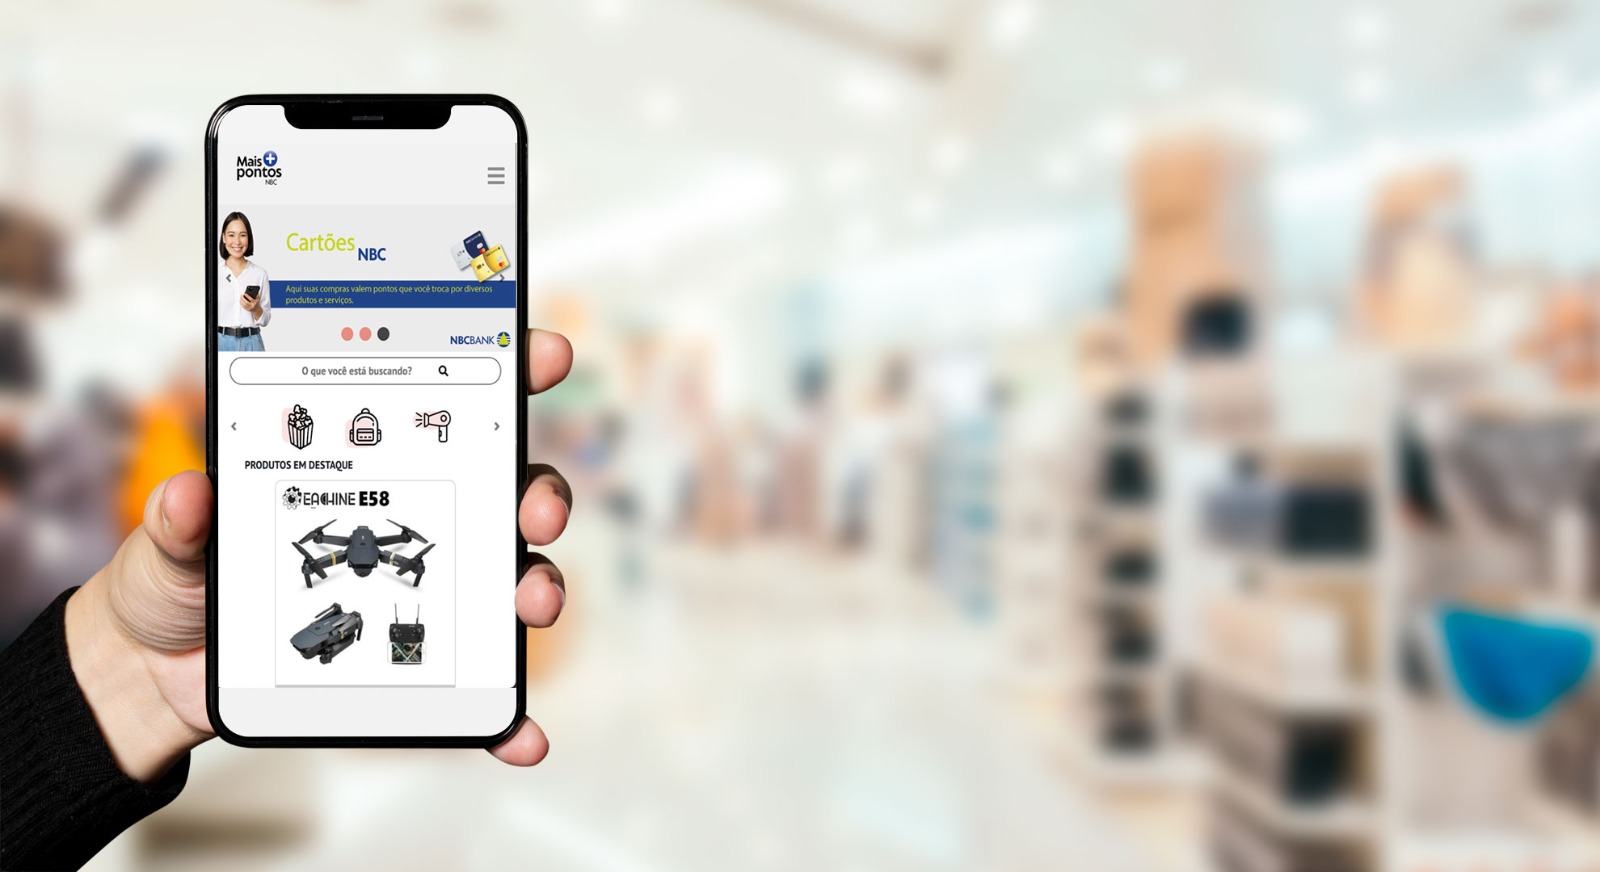 Mais
pontos
NBC
Cartões
NBC
Aqui suas compras valem pontos que você troca por diversos
produtos e serviços.
NBCBANK
O que você está buscando?
PRODUTOS EM DESTAQUE
EACHINE E58